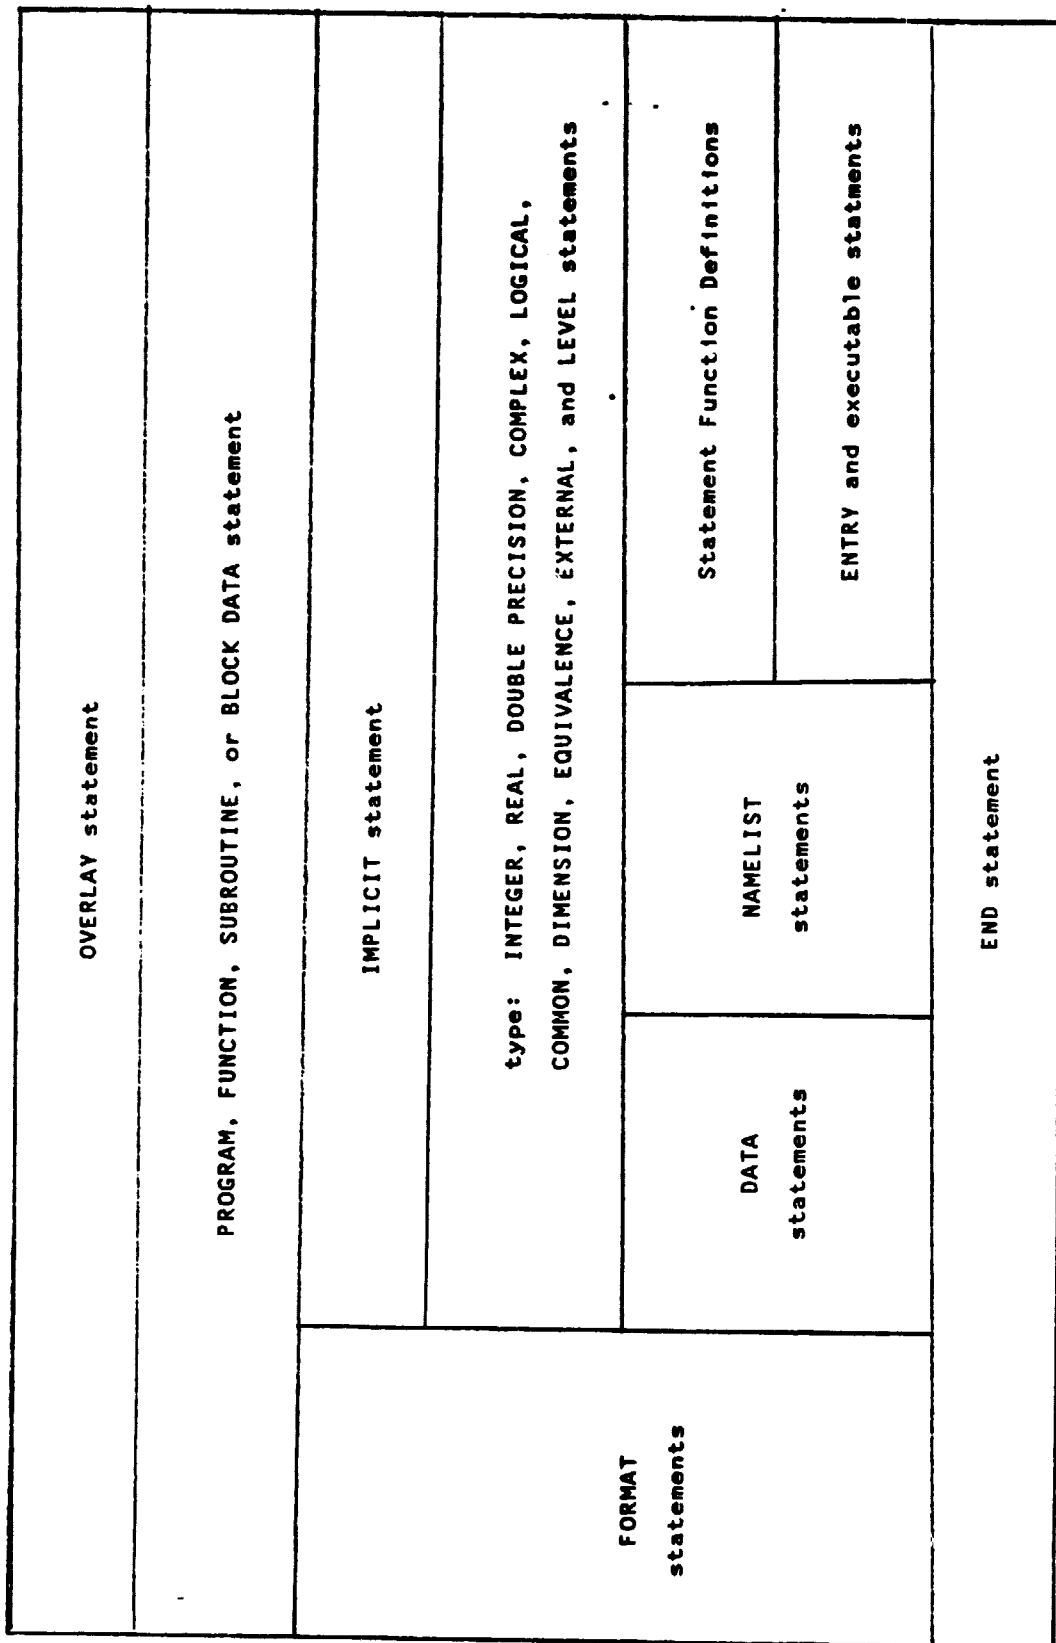 OVERLAY statement
PROGRAM, FUNCTION, SUBROUTINE, or BLOCK DATA statement
IMPLICIT statement
type: INTEGER, REAL, DOUBLE PRECISION, COMPLEX, LOGICAL,
COMMON, DIMENSION, EQUIVALENCE, EXTERNAL, and LEVEL statements
FORMAT
statements
DATA
statements
NAMELIST
statements
Statement Function Definitions
ENTRY and executable statments
END statement